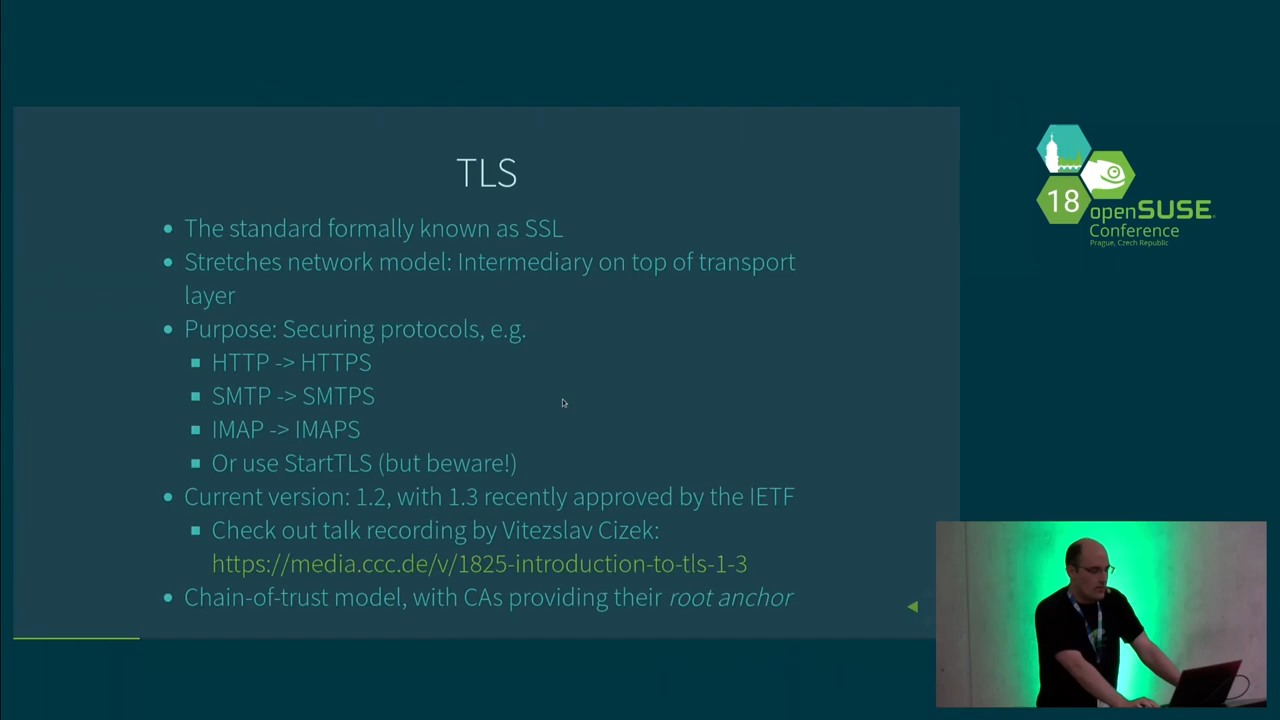 TLS
The standard formally known as SSL
Stretches network model: Intermediary on top of transport
layer
Purpose: Securing protocols, e.g.
HTTP -> HTTPS
SMTP -> SMTPS
IMAP -> IMAPS
Or use StartTLS (but beware!)
Current version: 1.2, with 1.3 recently approved by the IETF
Check out talk recording by Vitezslav Cizek:
https://media.ccc.de/v/1825-introduction-to-tls-1-3
Chain-of-trust model, with CAs providing their root anchor
18
openSUSE
Conference
Prague, Czech Republic